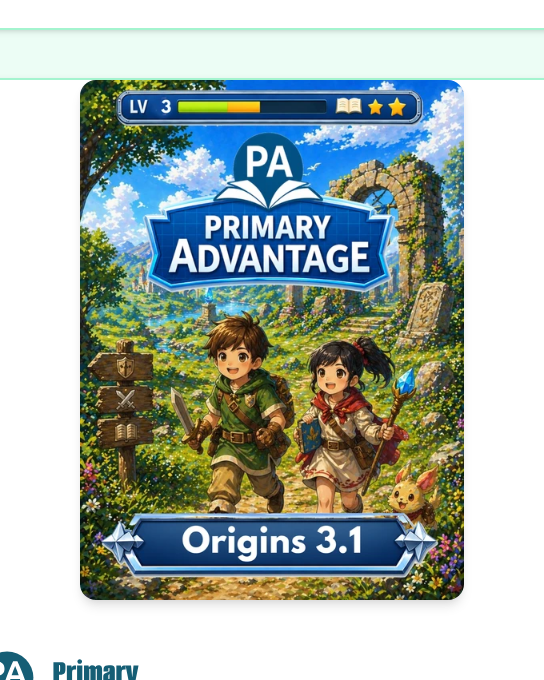 LV 3
PA
PRIMARY
ADVANTAGE
Origins 3.1
PA Primary